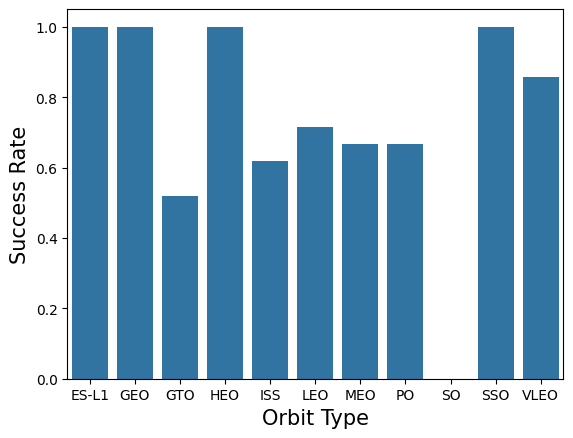 Success Rate
1.0
0.8
0.6
0.4
0.2
0.0
ES-L1 GEO GTO HEO ISS LEO MEO PO SO SSO VLEO
Orbit Type